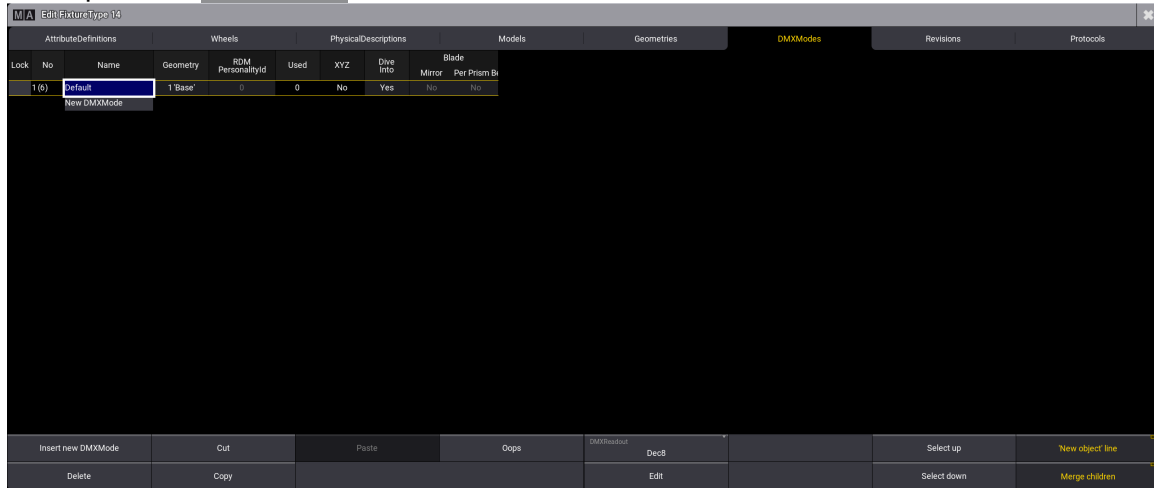 MA Edit FixtureType 14
AttributeDefinitions Wheels PhysicalDescriptions Models Geometries DMXModes Revisions Protocols
Lock No Name Geometry RDM PersonalityId Used XYZ Dive Into Blade
Mirror Per Prism Be
1 (6) Default 1 'Base' 0 0 No Yes No No
New DMXMode
Insert new DMXMode Cut Paste Oops DMXReadout Dec8 Select up 'New object' line
Delete Copy Edit Select down Merge children